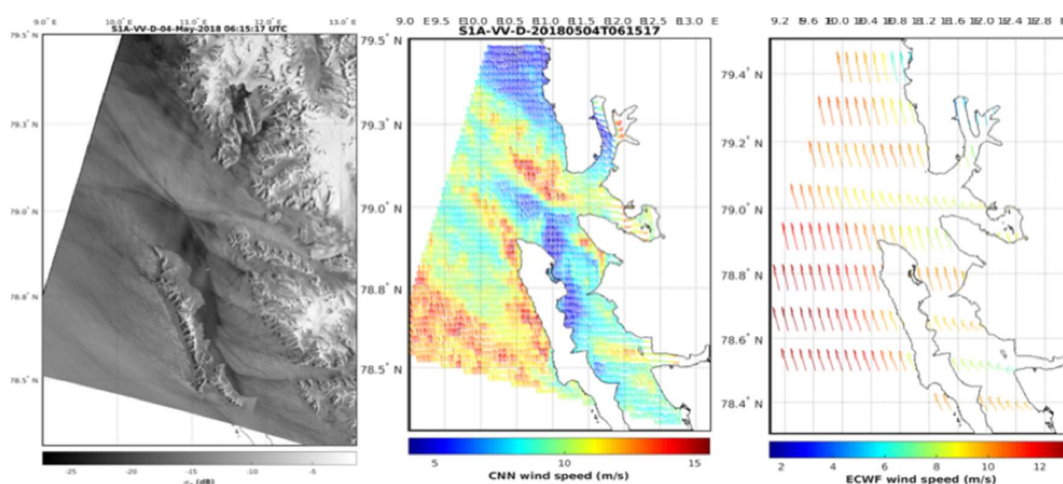 9.0° E 11.0° E 12.0° E 13.0° E
S1A-VV-D-04-May-2018 06:15:17 UTC
79.5° N
79.3° N
79.0° N
78.8° N
78.5° N
10.0°
-25 -20 -15 -10 -5
(dB)
S1A-VV-D-20180504T061517
79.5° N
79.3° N
79.0° N
78.8° N
78.5° N
5 10 15
CNN wind speed (m/s)
79.4° N
79.2° N
79.0° N
78.8° N
78.6° N
78.4° N
2 4 6 8 10 12
ECWF wind speed (m/s)